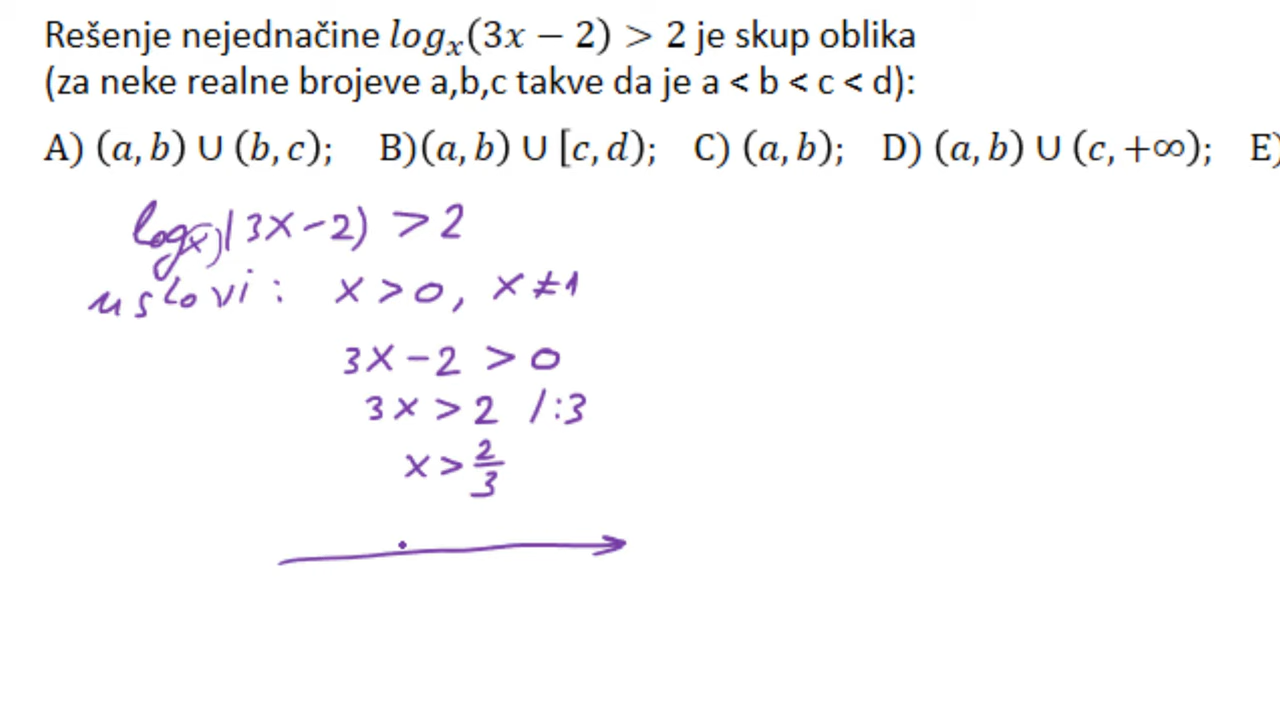 Rešenje nejednačine log_x(3x − 2) > 2 je skup oblika
(za neke realne brojeve a,b,c takve da je a < b < c < d):
A) (a, b) ∪ (b, c); B)(a, b) ∪ [c, d); C) (a, b); D) (a, b) ∪ (c, +∞); E)
log_x(3x-2) > 2
uslovi: x > 0, x ≠ 1
3x - 2 > 0
3x > 2 /:3
x > 2/3